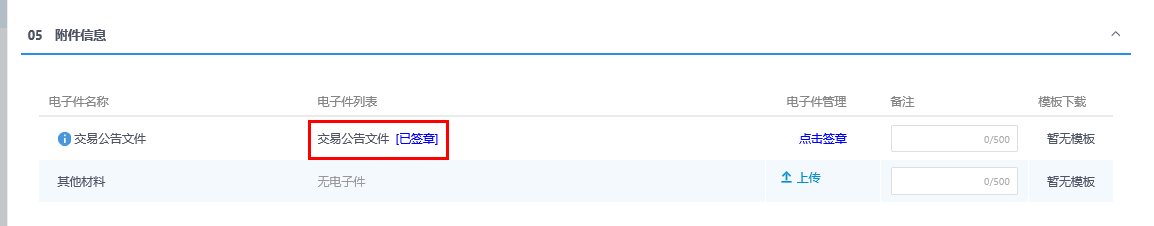 05 附件信息
电子件名称 电子件列表 电子件管理 备注 模板下载
交易公告文件 交易公告文件 [已签章] 点击签章 0/500 暂无模板
其他材料 无电子件 上传 0/500 暂无模板